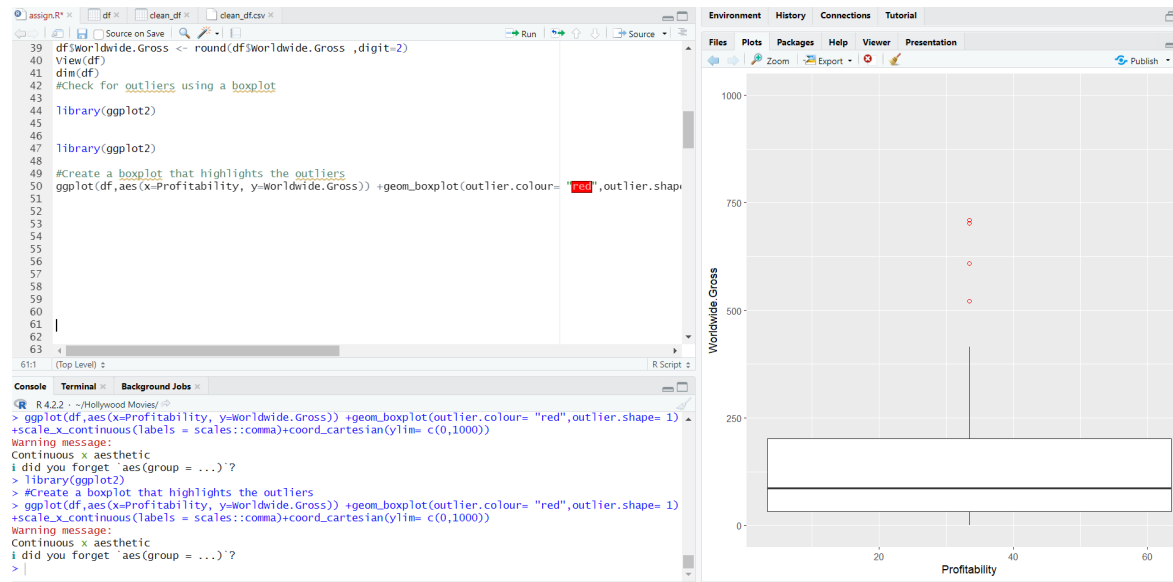 assign.R* × df × clean_df × clean_df.csv ×
Source on Save Run Source
39 df$Worldwide.Gross <- round(df$Worldwide.Gross ,digit=2)
40 View(df)
41 dim(df)
42 #Check for outliers using a boxplot
43
44 library(ggplot2)
45
46
47 library(ggplot2)
48
49 #Create a boxplot that highlights the outliers
50 ggplot(df,aes(x=Profitability, y=Worldwide.Gross)) +geom_boxplot(outlier.colour= "red",outlier.shape
51
52
53
54
55
56
57
58
59
60
61
62
63
61:1 (Top Level) R Script
Console Terminal × Background Jobs ×
R 4.2.2 · ~/Hollywood Movies/
> ggplot(df,aes(x=Profitability, y=Worldwide.Gross)) +geom_boxplot(outlier.colour= "red",outlier.shape= 1)
+scale_x_continuous(labels = scales::comma)+coord_cartesian(ylim= c(0,1000))
Warning message:
Continuous x aesthetic
i did you forget `aes(group = ...)`?
> library(ggplot2)
> #Create a boxplot that highlights the outliers
> ggplot(df,aes(x=Profitability, y=Worldwide.Gross)) +geom_boxplot(outlier.colour= "red",outlier.shape= 1)
+scale_x_continuous(labels = scales::comma)+coord_cartesian(ylim= c(0,1000))
Warning message:
Continuous x aesthetic
i did you forget `aes(group = ...)`?
>
Environment History Connections Tutorial
Files Plots Packages Help Viewer Presentation
Zoom Export Publish
1000
750
500
250
0
Worldwide.Gross
20 40 60
Profitability